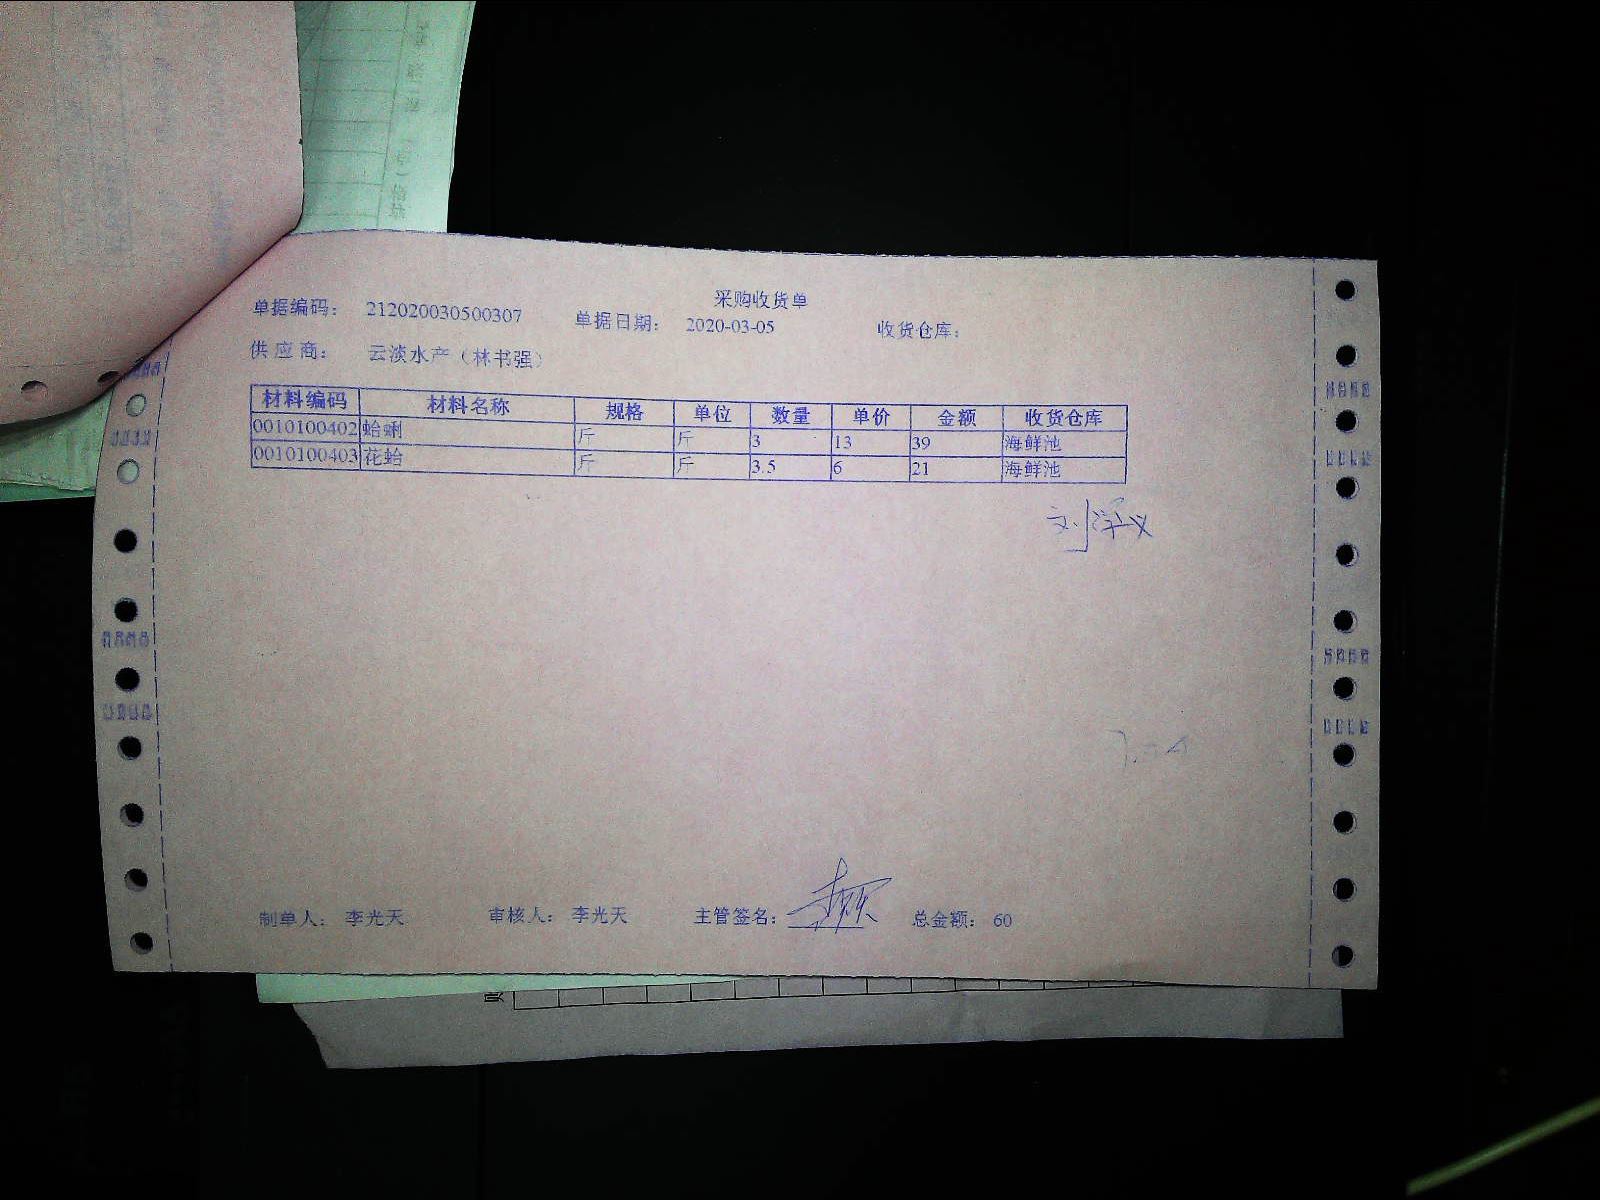 采购收货单
单据编码： 212020030500307 单据日期： 2020-03-05 收货仓库：
供应商： 云淡水产（林书强）
材料编码 材料名称 规格 单位 数量 单价 金额 收货仓库
0010100402 蛤蜊 斤 斤 3 13 39 海鲜池
0010100403 花蛤 斤 斤 3.5 6 21 海鲜池
制单人： 李光天 审核人： 李光天 主管签名： 总金额： 60